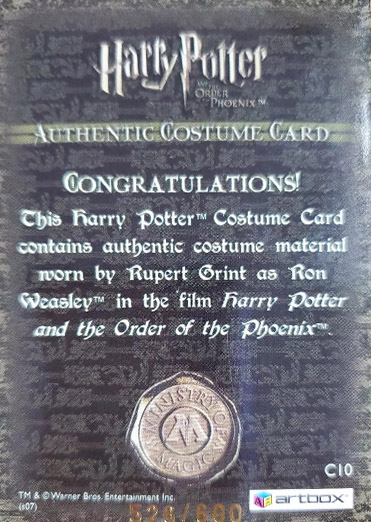 Harry Potter
AND THE
ORDER
OF THE
PHOENIX™
AUTHENTIC COSTUME CARD
CONGRATULATIONS!
This Harry Potter™ Costume Card
contains authentic costume material
worn by Rupert Grint as Ron
Weasley™ in the film Harry Potter
and the Order of the Phoenix™.
MINISTRY OF
MAGIC
C10
TM & © Warner Bros. Entertainment Inc.
(s07)
artbox